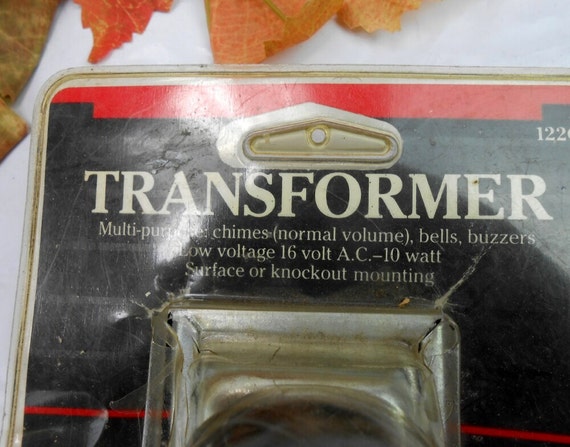 122
TRANSFORMER
Multi-purpose: chimes (normal volume), bells, buzzers
Low voltage 16 volt A.C.–10 watt
Surface or knockout mounting